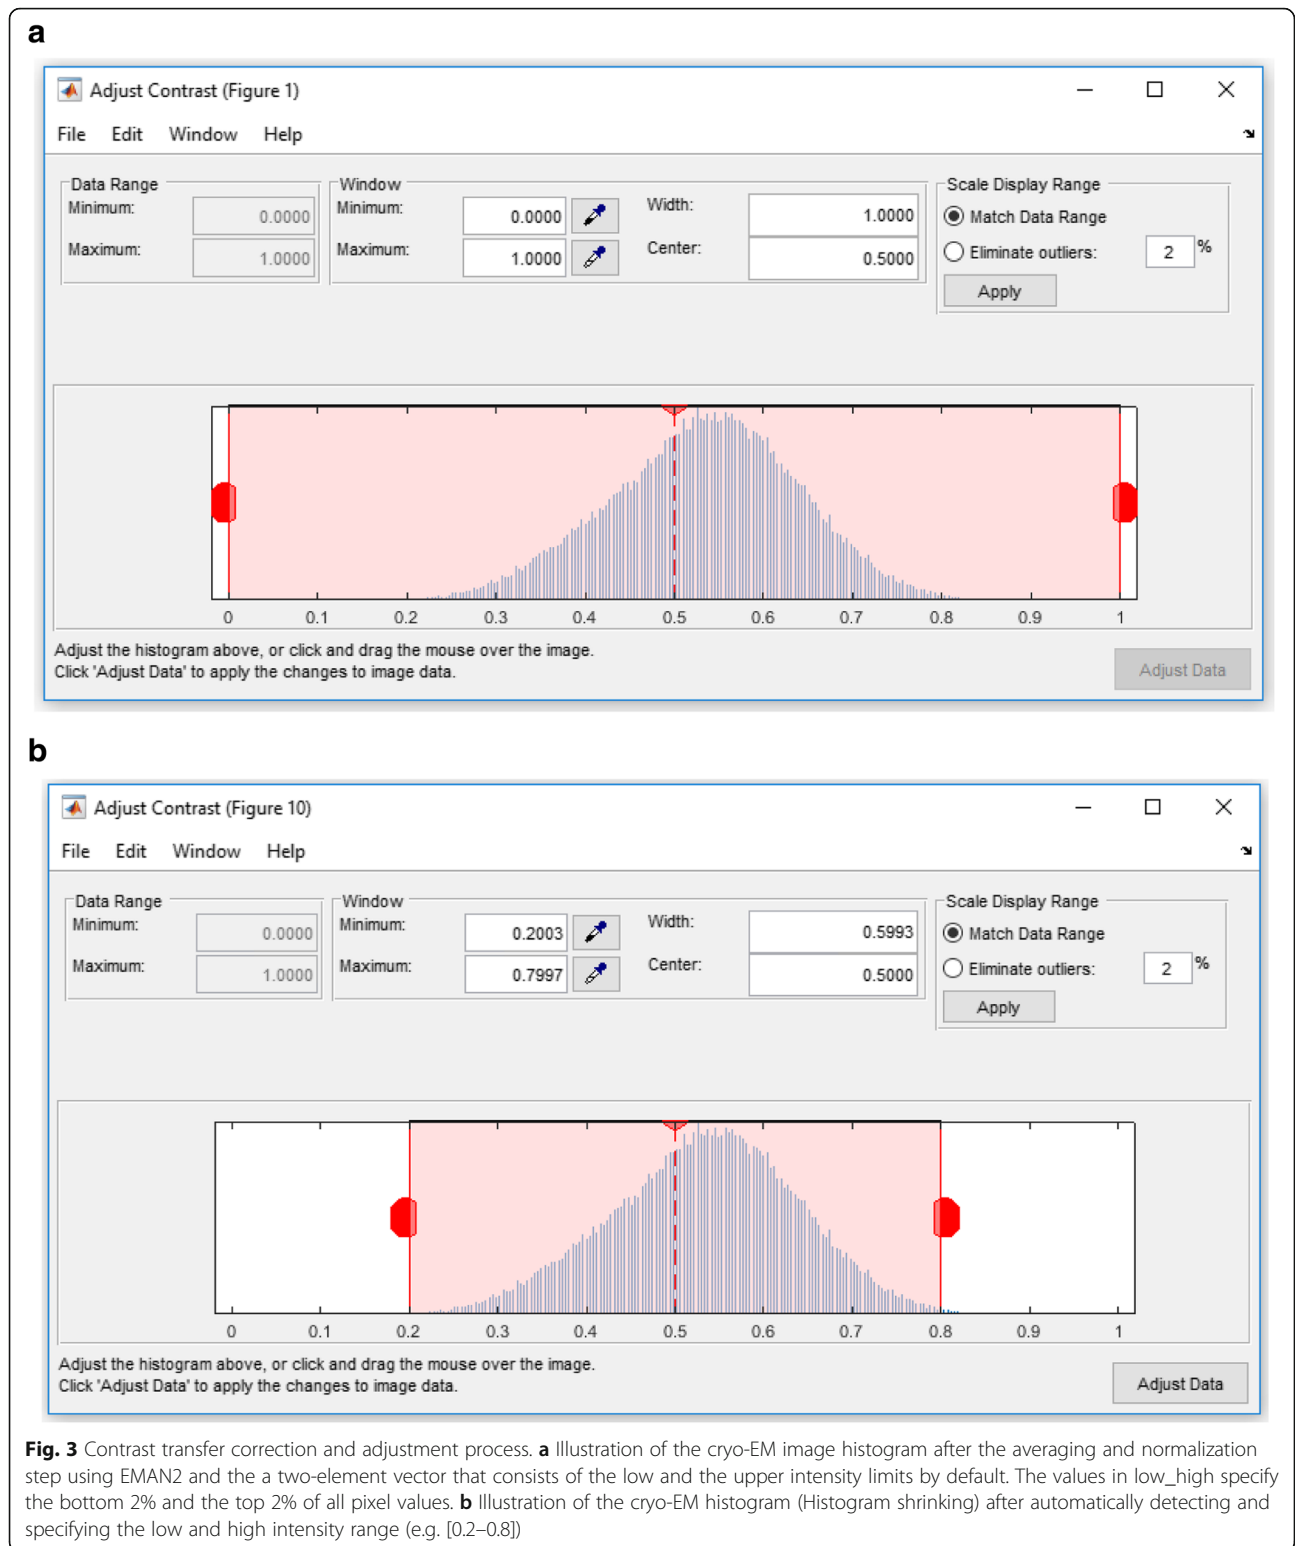 a
Adjust Contrast (Figure 1)
File Edit Window Help
Data Range Window Scale Display Range
Minimum: 0.0000 Minimum: 0.0000 Width: 1.0000 Match Data Range
Maximum: 1.0000 Maximum: 1.0000 Center: 0.5000 Eliminate outliers: 2 %
Apply
0 0.1 0.2 0.3 0.4 0.5 0.6 0.7 0.8 0.9 1
Adjust the histogram above, or click and drag the mouse over the image.
Click 'Adjust Data' to apply the changes to image data.
Adjust Data
b
Adjust Contrast (Figure 10)
File Edit Window Help
Data Range Window Scale Display Range
Minimum: 0.0000 Minimum: 0.2003 Width: 0.5993 Match Data Range
Maximum: 1.0000 Maximum: 0.7997 Center: 0.5000 Eliminate outliers: 2 %
Apply
0 0.1 0.2 0.3 0.4 0.5 0.6 0.7 0.8 0.9 1
Adjust the histogram above, or click and drag the mouse over the image.
Click 'Adjust Data' to apply the changes to image data.
Adjust Data
Fig. 3 Contrast transfer correction and adjustment process. a Illustration of the cryo-EM image histogram after the averaging and normalization
step using EMAN2 and the a two-element vector that consists of the low and the upper intensity limits by default. The values in low_high specify
the bottom 2% and the top 2% of all pixel values. b Illustration of the cryo-EM histogram (Histogram shrinking) after automatically detecting and
specifying the low and high intensity range (e.g. [0.2–0.8])